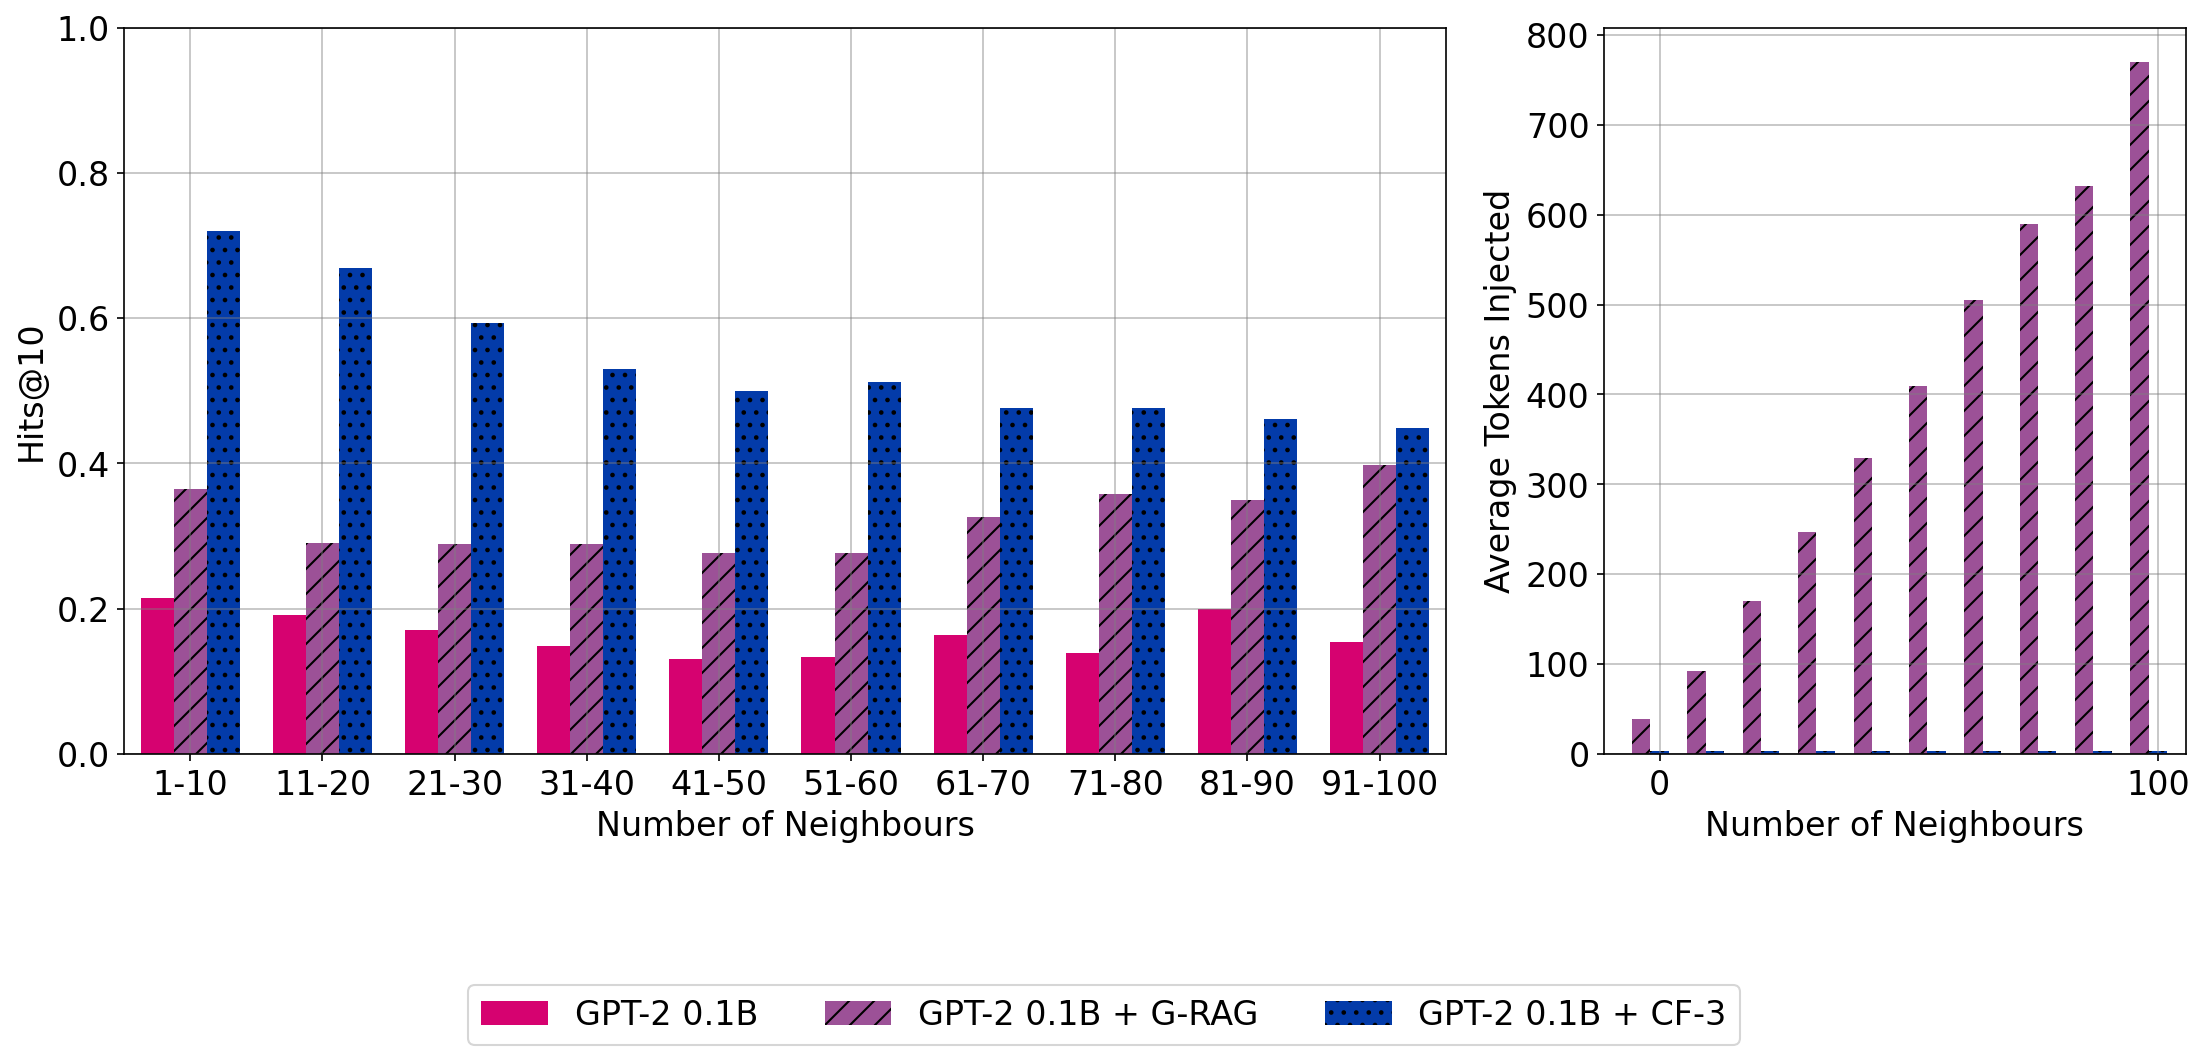 1.0
0.8
0.6
0.4
0.2
0.0
Hits@10
1-10 11-20 21-30 31-40 41-50 51-60 61-70 71-80 81-90 91-100
Number of Neighbours
800
700
600
500
400
300
200
100
0
Average Tokens Injected
0 100
Number of Neighbours
GPT-2 0.1B GPT-2 0.1B + G-RAG GPT-2 0.1B + CF-3